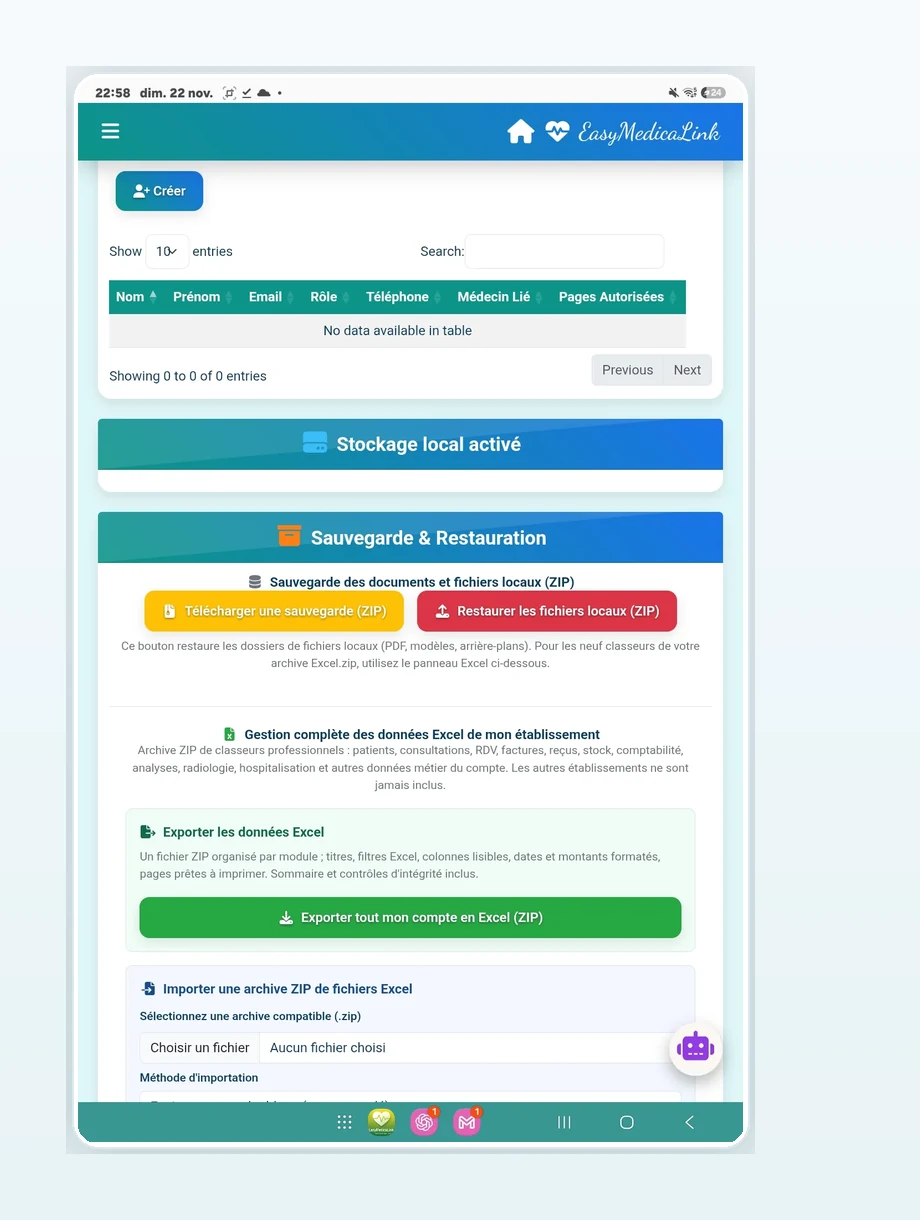 22:58 dim. 22 nov.
24
EasyMedicaLink
Créer
Show 10 entries Search:
Nom Prénom Email Rôle Téléphone Médecin Lié Pages Autorisées
No data available in table
Showing 0 to 0 of 0 entries
Previous Next
Stockage local activé
Sauvegarde & Restauration
Sauvegarde des documents et fichiers locaux (ZIP)
Télécharger une sauvegarde (ZIP) Restaurer les fichiers locaux (ZIP)
Ce bouton restaure les dossiers de fichiers locaux (PDF, modèles, arrière-plans). Pour les neuf classeurs de votre
archive Excel.zip, utilisez le panneau Excel ci-dessous.
Gestion complète des données Excel de mon établissement
Archive ZIP de classeurs professionnels : patients, consultations, RDV, factures, reçus, stock, comptabilité,
analyses, radiologie, hospitalisation et autres données métier du compte. Les autres établissements ne sont
jamais inclus.
Exporter les données Excel
Un fichier ZIP organisé par module ; titres, filtres Excel, colonnes lisibles, dates et montants formatés,
pages prêtes à imprimer. Sommaire et contrôles d'intégrité inclus.
Exporter tout mon compte en Excel (ZIP)
Importer une archive ZIP de fichiers Excel
Sélectionnez une archive compatible (.zip)
Choisir un fichier Aucun fichier choisi
Méthode d'importation
1 1